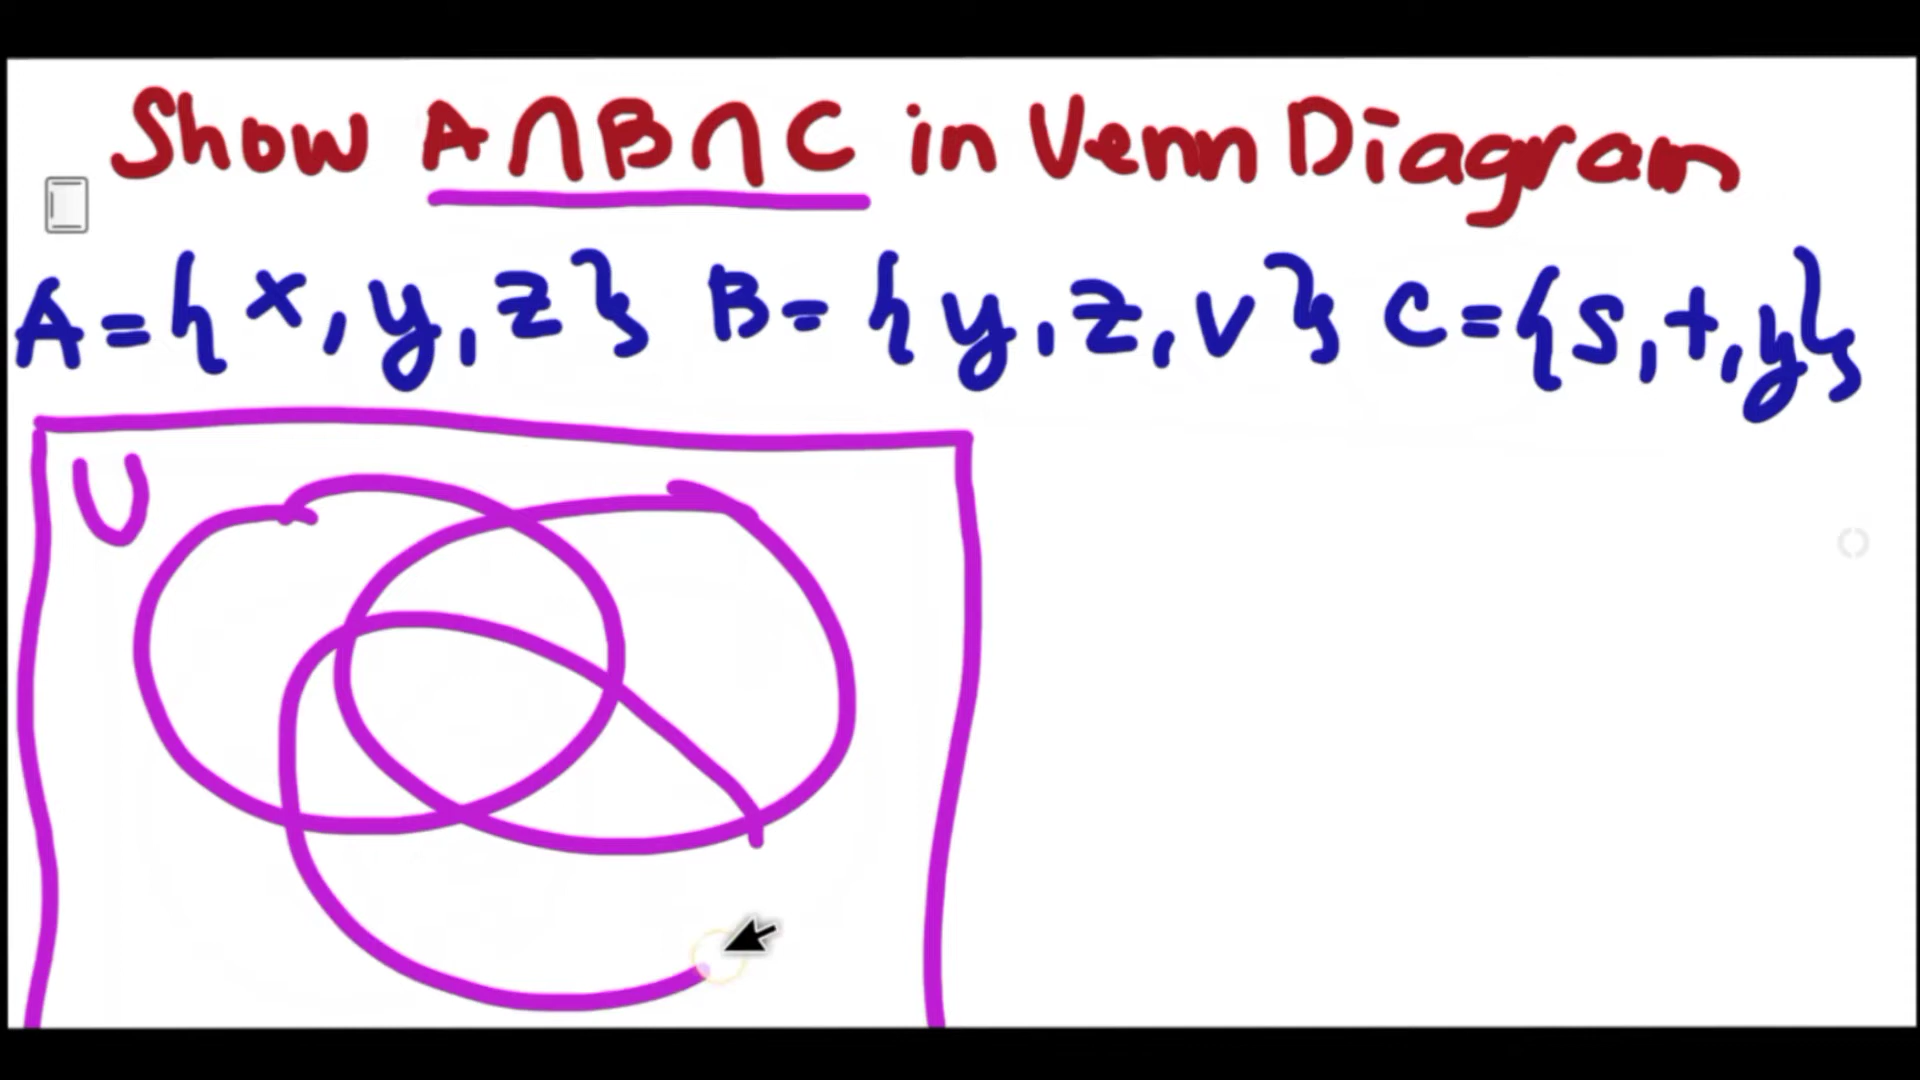 Show A∩B∩C in Venn Diagram
A={x,y,z} B={y,z,v} C={s,t,y}
U